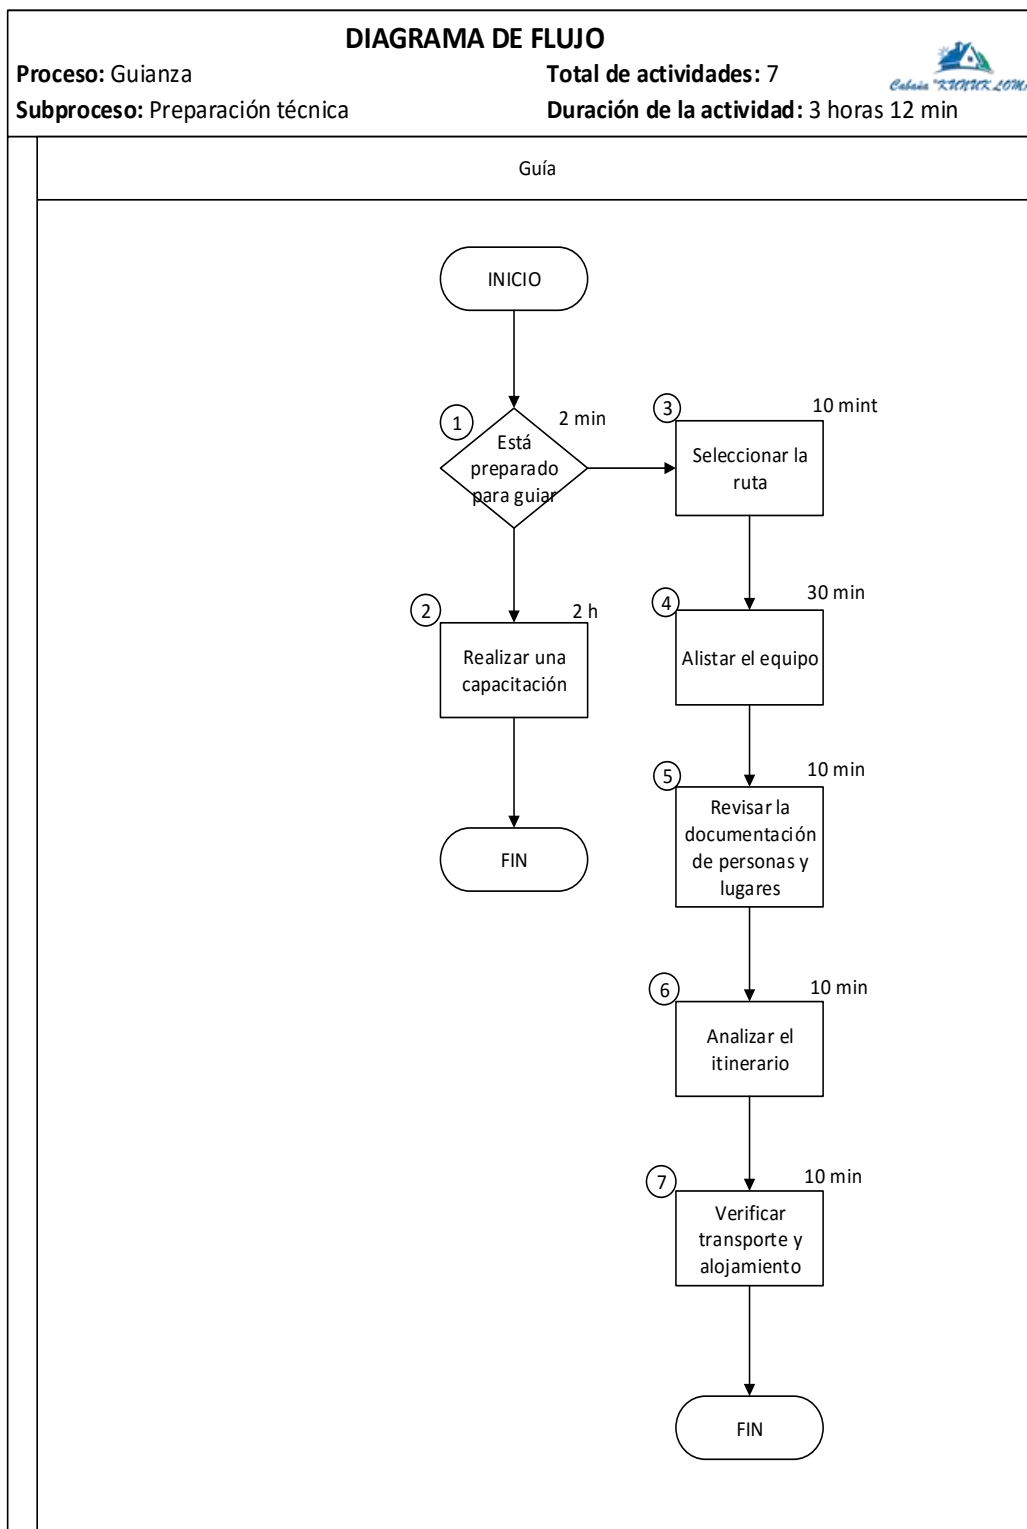 DIAGRAMA DE FLUJO
Proceso: Guianza
Total de actividades: 7
Subproceso: Preparación técnica
Duración de la actividad: 3 horas 12 min
Cabaña "KUNUK LOMA
Guía
INICIO
1
2 min
Está
preparado
para guiar
3
10 mint
Seleccionar la
ruta
2
2 h
Realizar una
capacitación
4
30 min
Alistar el equipo
5
10 min
Revisar la
documentación
de personas y
lugares
FIN
6
10 min
Analizar el
itinerario
7
10 min
Verificar
transporte y
alojamiento
FIN